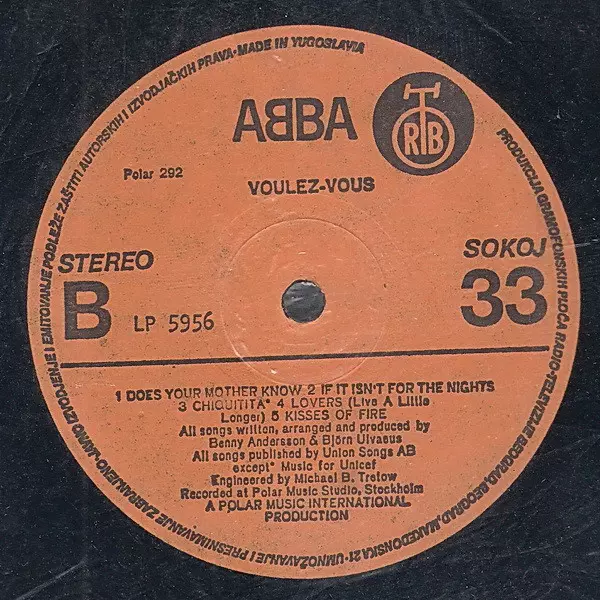 PRODUKCIJA GRAMOFONSKIH PLOČA RADIO-TELEVIZIJE BEOGRAD, BEOGRAD, MAKEDONSKA 21 · UMNOŽAVANJE I PRESNIMAVANJE ZABRANJENO · JAVNO IZVODJENJE I EMITOVANJE PODLEŽE ZAŠTITI AUTORSKIH I IZVODJAČKIH PRAVA · MADE IN YUGOSLAVIA
ABBA
RTB
Polar 292
VOULEZ-VOUS
STEREO
SOKOJ
B
LP 5956
33
1 DOES YOUR MOTHER KNOW 2 IF IT ISN'T FOR THE NIGHTS
3 CHIQUITITA* 4 LOVERS (Live A Little
Longer) 5 KISSES OF FIRE
All songs written, arranged and produced by
Benny Andersson & Björn Ulvaeus
All songs published by Union Songs AB
except* Music for Unicef
Engineered by Michael B. Tretow
Recorded at Polar Music Studio, Stockholm
A POLAR MUSIC INTERNATIONAL
PRODUCTION